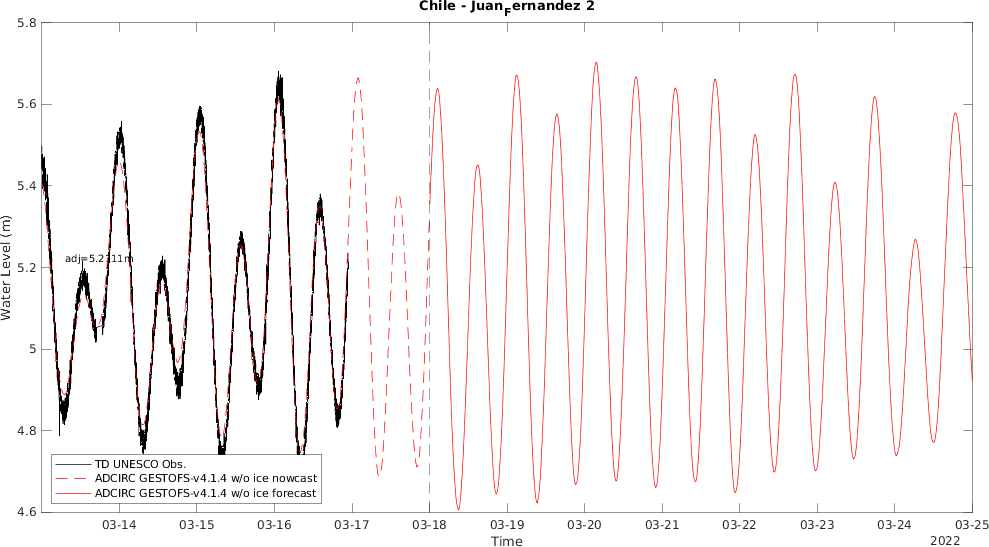 Chile - JuanFernandez 2
Water Level (m)
5.8
5.6
5.4
5.2
5
4.8
4.6
adj=5.2111m
TD UNESCO Obs.
ADCIRC GESTOFS-v4.1.4 w/o ice nowcast
ADCIRC GESTOFS-v4.1.4 w/o ice forecast
03-14 03-15 03-16 03-17 03-18 03-19 03-20 03-21 03-22 03-23 03-24 03-25
Time
2022